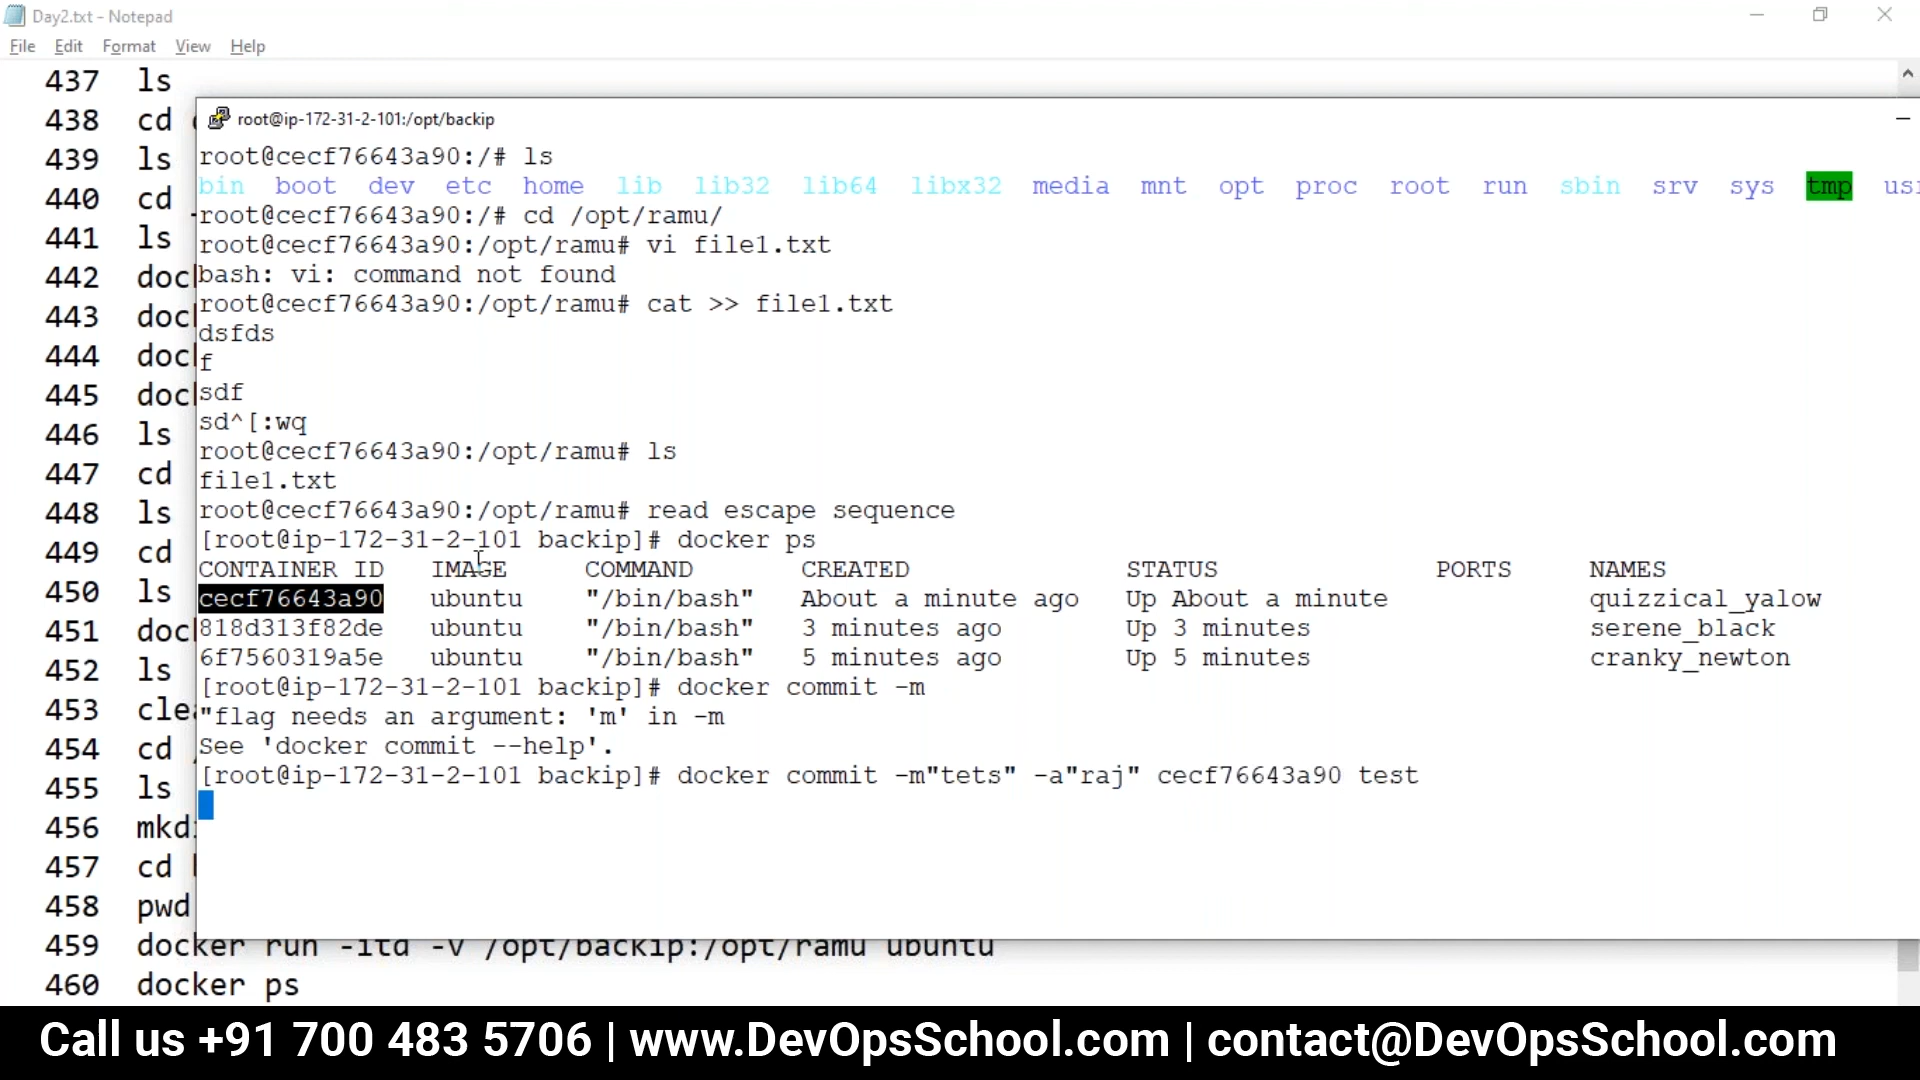 Day2.txt - Notepad
File Edit Format View Help
437 ls
438 cd
439 ls
440 cd
441 ls
442 doc
443 doc
444 doc
445 doc
446 ls
447 cd
448 ls
449 cd
450 ls
451 doc
452 ls
453 cle
454 cd
455 ls
456 mkd
457 cd
458 pwd
459 docker run -itd -v /opt/backip:/opt/ramu ubuntu
460 docker ps
root@ip-172-31-2-101:/opt/backip
root@cecf76643a90:/# ls
bin boot dev etc home lib lib32 lib64 libx32 media mnt opt proc root run sbin srv sys tmp us
root@cecf76643a90:/# cd /opt/ramu/
root@cecf76643a90:/opt/ramu# vi file1.txt
bash: vi: command not found
root@cecf76643a90:/opt/ramu# cat >> file1.txt
dsfds
f
sdf
sd^[:wq
root@cecf76643a90:/opt/ramu# ls
file1.txt
root@cecf76643a90:/opt/ramu# read escape sequence
[root@ip-172-31-2-101 backip]# docker ps
CONTAINER ID IMAGE COMMAND CREATED STATUS PORTS NAMES
cecf76643a90 ubuntu "/bin/bash" About a minute ago Up About a minute quizzical_yalow
818d313f82de ubuntu "/bin/bash" 3 minutes ago Up 3 minutes serene_black
6f7560319a5e ubuntu "/bin/bash" 5 minutes ago Up 5 minutes cranky_newton
[root@ip-172-31-2-101 backip]# docker commit -m
"flag needs an argument: 'm' in -m
See 'docker commit --help'.
[root@ip-172-31-2-101 backip]# docker commit -m"tets" -a"raj" cecf76643a90 test
Call us +91 700 483 5706 | www.DevOpsSchool.com | contact@DevOpsSchool.com